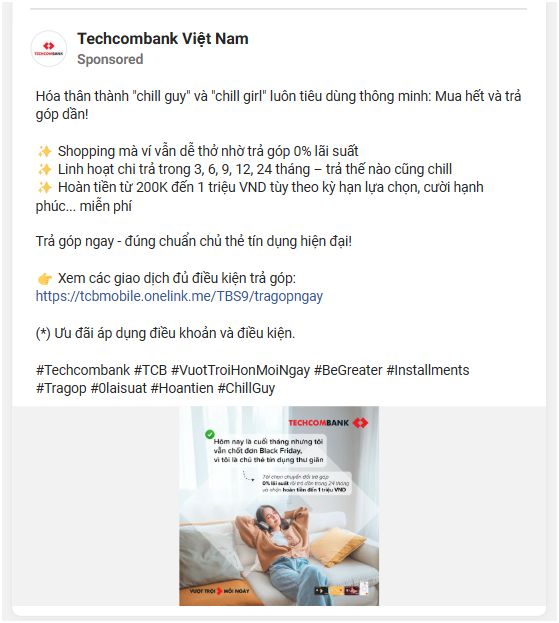 Techcombank Việt Nam
Sponsored
Hóa thân thành "chill guy" và "chill girl" luôn tiêu dùng thông minh: Mua hết và trả
góp dần!
✨ Shopping mà ví vẫn dễ thở nhờ trả góp 0% lãi suất
✨ Linh hoạt chi trả trong 3, 6, 9, 12, 24 tháng – trả thế nào cũng chill
✨ Hoàn tiền từ 200K đến 1 triệu VND tùy theo kỳ hạn lựa chọn, cười hạnh
phúc... miễn phí
Trả góp ngay - đúng chuẩn chủ thẻ tín dụng hiện đại!
👉 Xem các giao dịch đủ điều kiện trả góp:
https://tcbmobile.onelink.me/TBS9/tragopngay
(*) Ưu đãi áp dụng điều khoản và điều kiện.
#Techcombank #TCB #VuotTroiHonMoiNgay #BeGreater #Installments
#Tragop #0laisuat #Hoantien #ChillGuy
TECHCOMBANK
TECHCOMBANK
Hôm nay là cuối tháng nhưng tôi
vẫn chốt đơn Black Friday,
vì tôi là chủ thẻ tín dụng thư giãn
Tôi chọn chuyển đổi trả góp
0% lãi suất rồi trả dần trong 24 tháng
và nhận hoàn tiền đến 1 triệu VND
VƯỢT TRỘI MỖI NGÀY